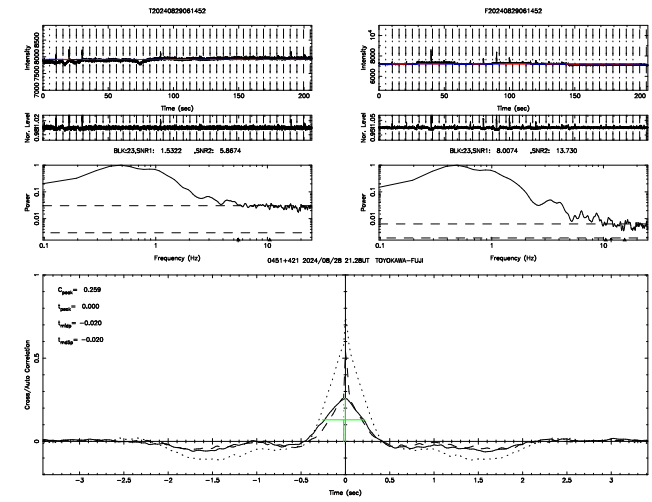 T20240829061452
F20240829061452
Intensity
7000 7500 8000 8500
0 50 100 150 200
Time (sec)
Intensity
6000 8000 10⁴
0 50 100 150 200
Time (sec)
Nor. Level
0.98 1 1.02
Nor. Level
0.95 1 1.05
BLK:23,SNR1: 1.5322 ,SNR2: 5.8674
BLK:23,SNR1: 8.0074 ,SNR2: 13.730
Power
1
0.1
0.01
0.1 1 10
Frequency (Hz)
Power
1
0.1
0.01
0.1 1 10
Frequency (Hz)
0451+421 2024/08/28 21.28UT TOYOKAWA-FUJI
Cpeak= 0.259
tpeak= 0.000
tmidp= -0.020
tmd3p= -0.020
Cross/Auto Correlation
1
0.5
0
-3 -2.5 -2 -1.5 -1 -0.5 0 0.5 1 1.5 2 2.5 3
Time (sec)